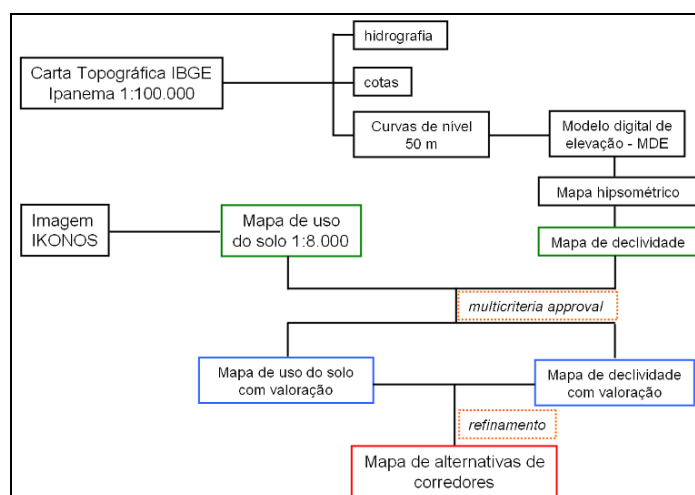 hidrografia
Carta Topográfica IBGE
Ipanema 1:100.000
cotas
Curvas de nível
50 m
Modelo digital de
elevação - MDE
Mapa hipsométrico
Imagem
IKONOS
Mapa de uso
do solo 1:8.000
Mapa de declividade
multicriteria approval
Mapa de uso do solo
com valoração
Mapa de declividade
com valoração
refinamento
Mapa de alternativas de
corredores